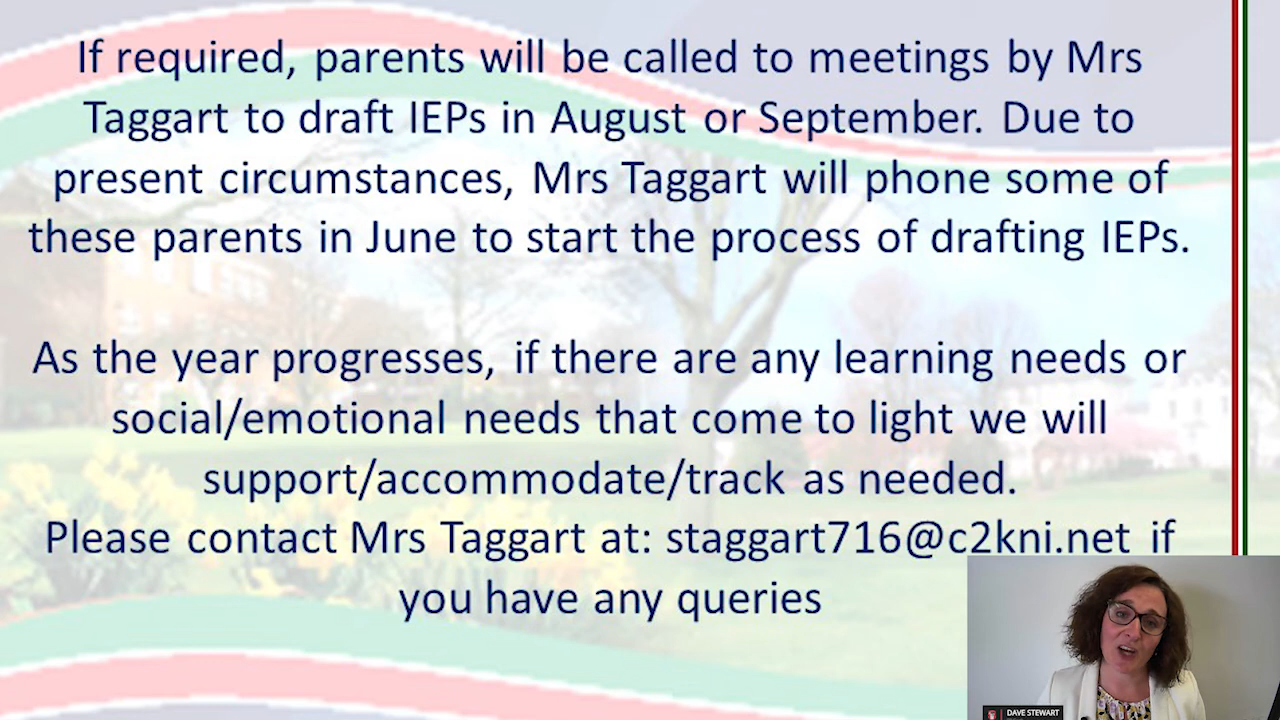 If required, parents will be called to meetings by Mrs
Taggart to draft IEPs in August or September. Due to
present circumstances, Mrs Taggart will phone some of
these parents in June to start the process of drafting IEPs.
As the year progresses, if there are any learning needs or
social/emotional needs that come to light we will
support/accommodate/track as needed.
Please contact Mrs Taggart at: staggart716@c2kni.net if
you have any queries
DAVE STEWART